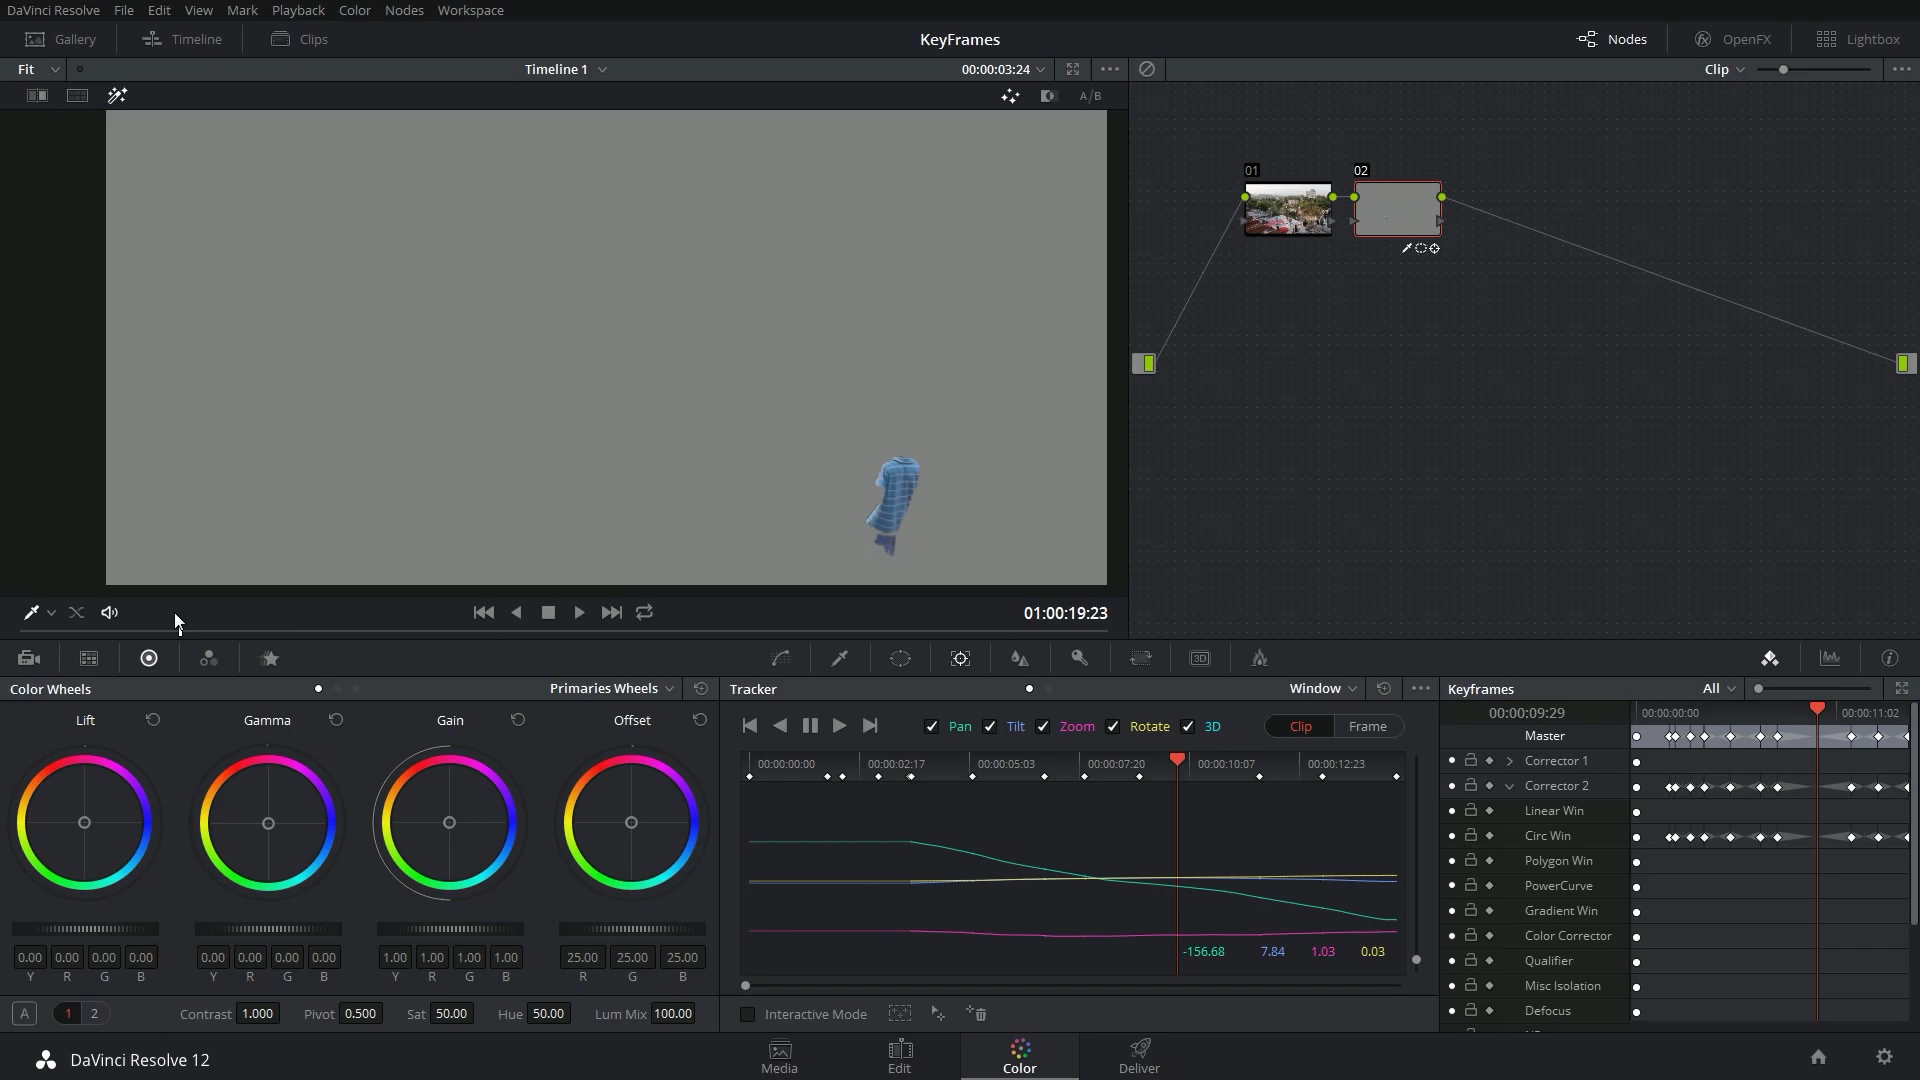 DaVinci Resolve File Edit View Mark Playback Color Nodes Workspace
Gallery Timeline Clips KeyFrames Nodes OpenFX Lightbox
Fit Timeline 1 00:00:03:24 Clip
A/B
01 02
01:00:19:23
3D
Color Wheels Primaries Wheels
Lift Gamma Gain Offset
0.00 0.00 0.00 0.00 0.00 0.00 0.00 0.00 1.00 1.00 1.00 1.00 25.00 25.00 25.00
Y R G B Y R G B Y R G B R G B
A 1 2 Contrast 1.000 Pivot 0.500 Sat 50.00 Hue 50.00 Lum Mix 100.00
Tracker Window
Pan Tilt Zoom Rotate 3D Clip Frame
00:00:00:00 00:00:02:17 00:00:05:03 00:00:07:20 00:00:10:07 00:00:12:23
-156.68 7.84 1.03 0.03
Interactive Mode
Keyframes All
00:00:09:29 00:00:00:00 00:00:11:02
Master
Corrector 1
Corrector 2
Linear Win
Circ Win
Polygon Win
PowerCurve
Gradient Win
Color Corrector
Qualifier
Misc Isolation
Defocus
DaVinci Resolve 12 Media Edit Color Deliver